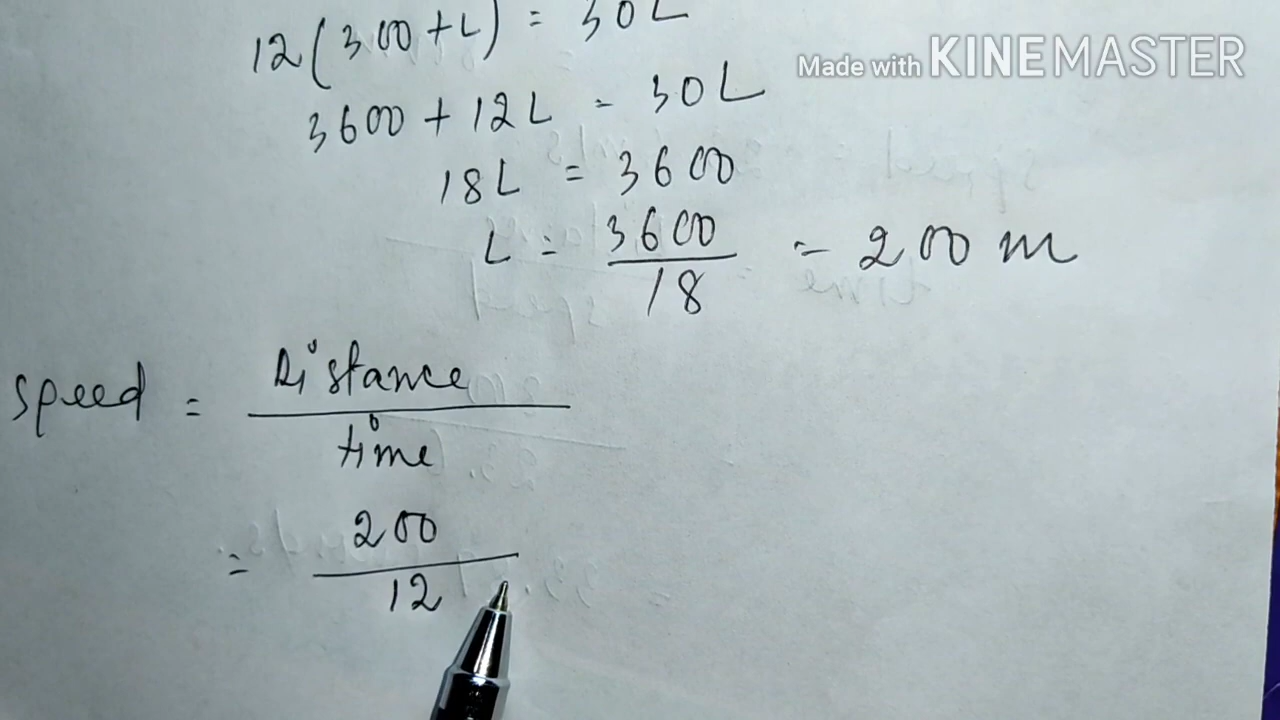 12(300+L) = 30L
Made with KINEMASTER
3600 + 12L = 30L
18L = 3600
L = 3600/18 = 200 m
Speed = Distance/time
= 200/12